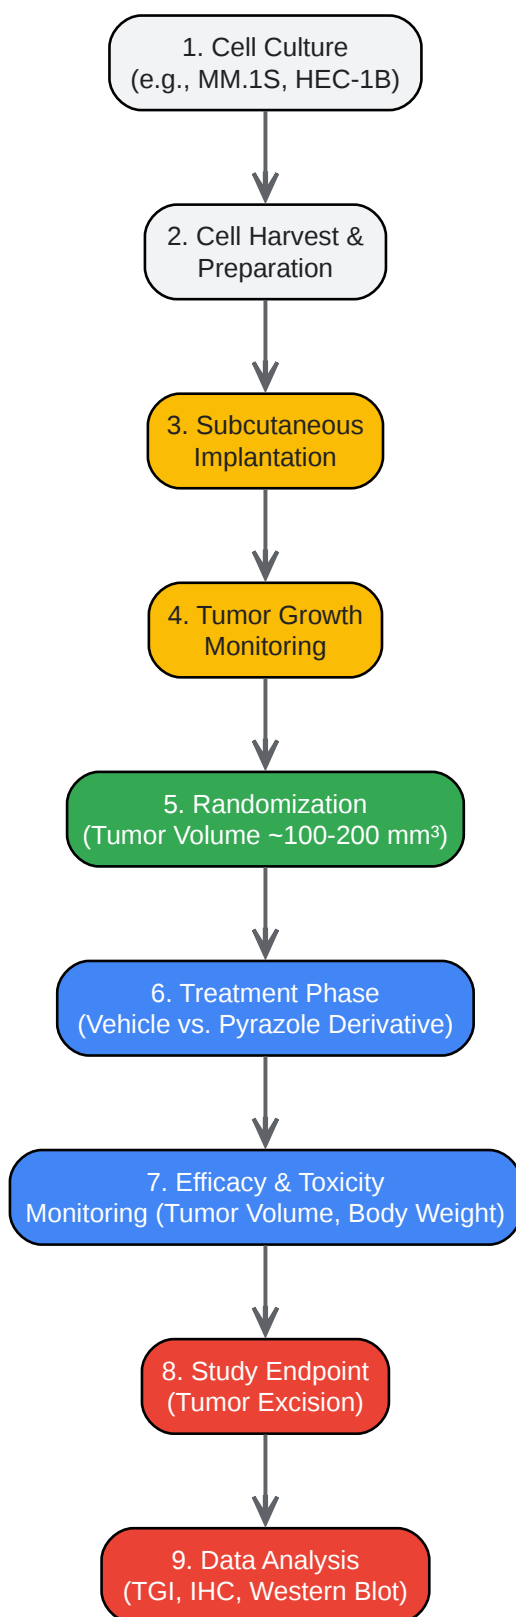 1. Cell Culture
(e.g., MM.1S, HEC-1B)
2. Cell Harvest &
Preparation
3. Subcutaneous
Implantation
4. Tumor Growth
Monitoring
5. Randomization
(Tumor Volume ~100-200 mm³)
6. Treatment Phase
(Vehicle vs. Pyrazole Derivative)
7. Efficacy & Toxicity
Monitoring (Tumor Volume, Body Weight)
8. Study Endpoint
(Tumor Excision)
9. Data Analysis
(TGI, IHC, Western Blot)